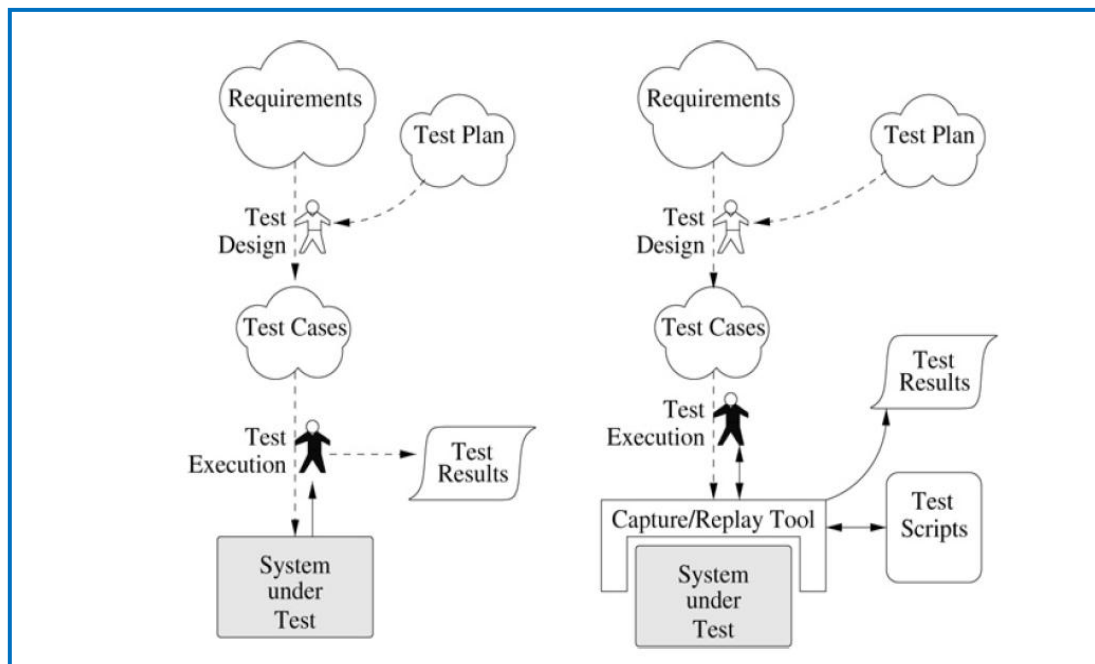 Requirements
Test Plan
Test
Design
Test Cases
Test
Execution
Test
Results
System
under
Test
Requirements
Test Plan
Test
Design
Test Cases
Test
Results
Test
Execution
Capture/Replay Tool
Test
Scripts
System
under
Test